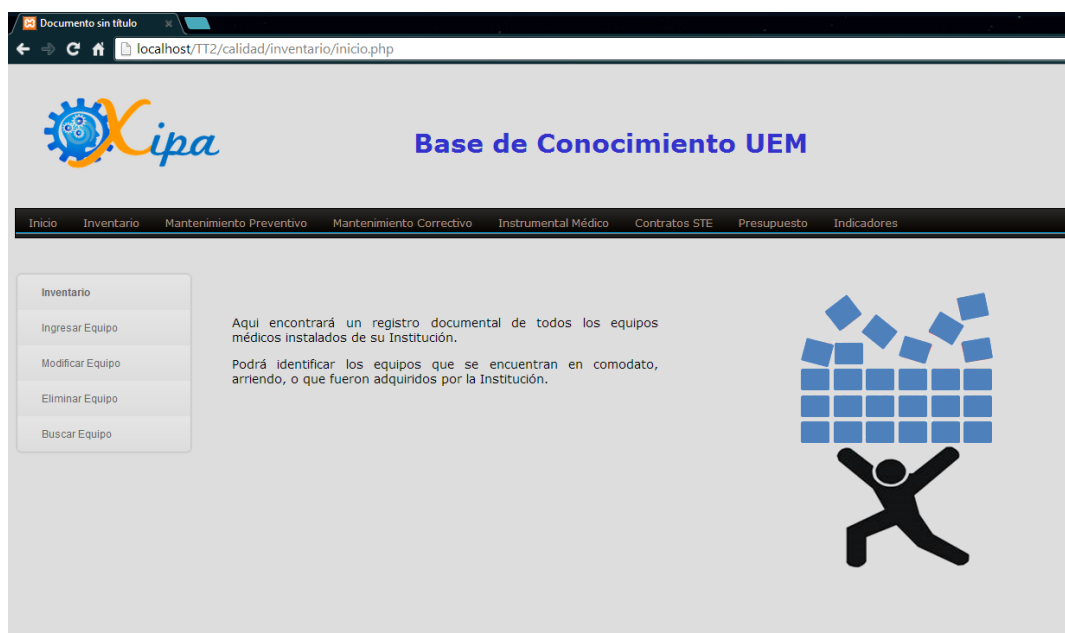 Documento sin título
localhost/TT2/calidad/inventario/inicio.php
Xipa
Base de Conocimiento UEM
Inicio Inventario Mantenimiento Preventivo Mantenimiento Correctivo Instrumental Médico Contratos STE Presupuesto Indicadores
Inventario
Ingresar Equipo
Modificar Equipo
Eliminar Equipo
Buscar Equipo
Aqui encontrará un registro documental de todos los equipos
médicos instalados de su Institución.
Podrá identificar los equipos que se encuentran en comodato,
arriendo, o que fueron adquiridos por la Institución.